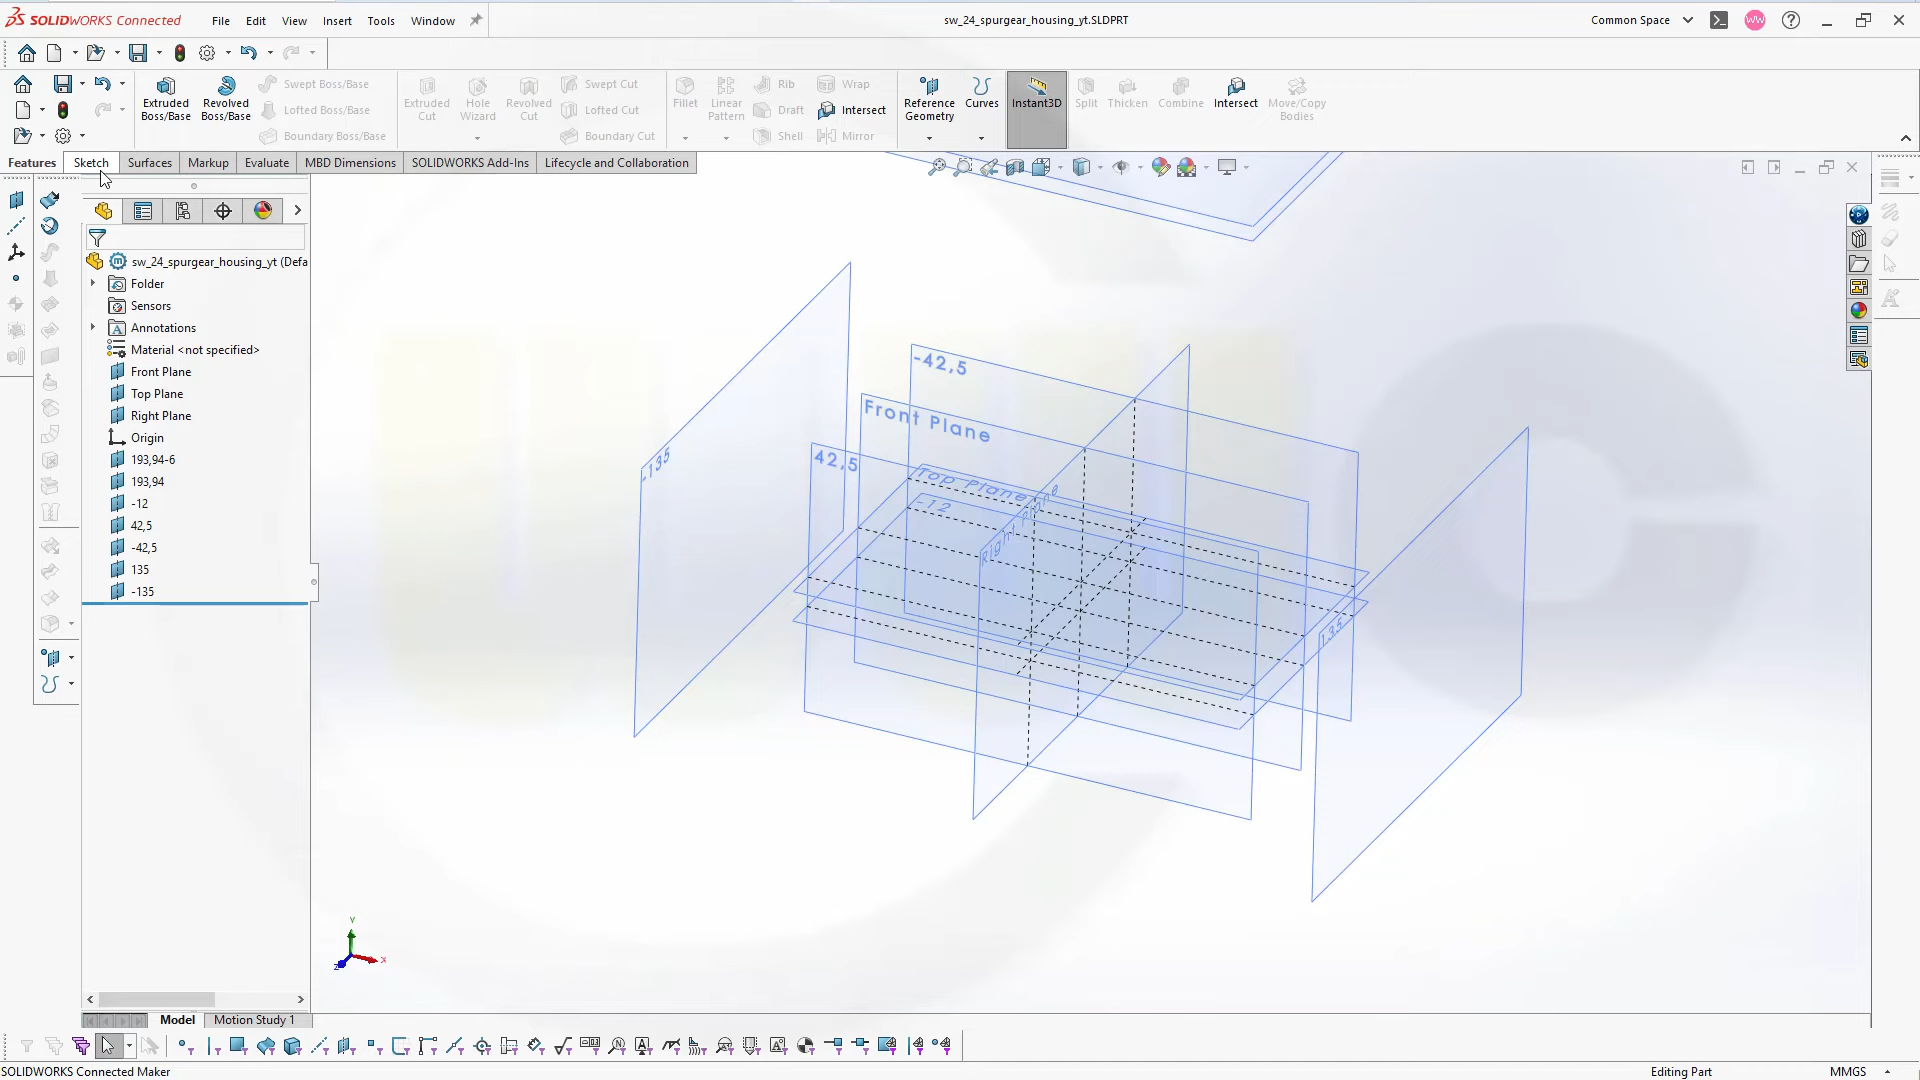 SOLIDWORKS Connected
File Edit View Insert Tools Window
sw_24_spurgear_housing_yt.SLDPRT
Common Space
WW
Extruded Boss/Base
Revolved Boss/Base
Swept Boss/Base
Lofted Boss/Base
Boundary Boss/Base
Extruded Cut
Hole Wizard
Revolved Cut
Swept Cut
Lofted Cut
Boundary Cut
Fillet
Linear Pattern
Rib
Draft
Shell
Wrap
Intersect
Mirror
Reference Geometry
Curves
Instant3D
Split
Thicken
Combine
Intersect
Move/Copy Bodies
Features Sketch Surfaces Markup Evaluate MBD Dimensions SOLIDWORKS Add-Ins Lifecycle and Collaboration
sw_24_spurgear_housing_yt (Defa
Folder
Sensors
Annotations
Material <not specified>
Front Plane
Top Plane
Right Plane
Origin
193,94-6
193,94
-12
42,5
-42,5
135
-135
-42,5
Front Plane
42,5
-135
Top Plane
-12
Right Plane
135
Y
X
Z
Model Motion Study 1
SOLIDWORKS Connected Maker
Editing Part
MMGS